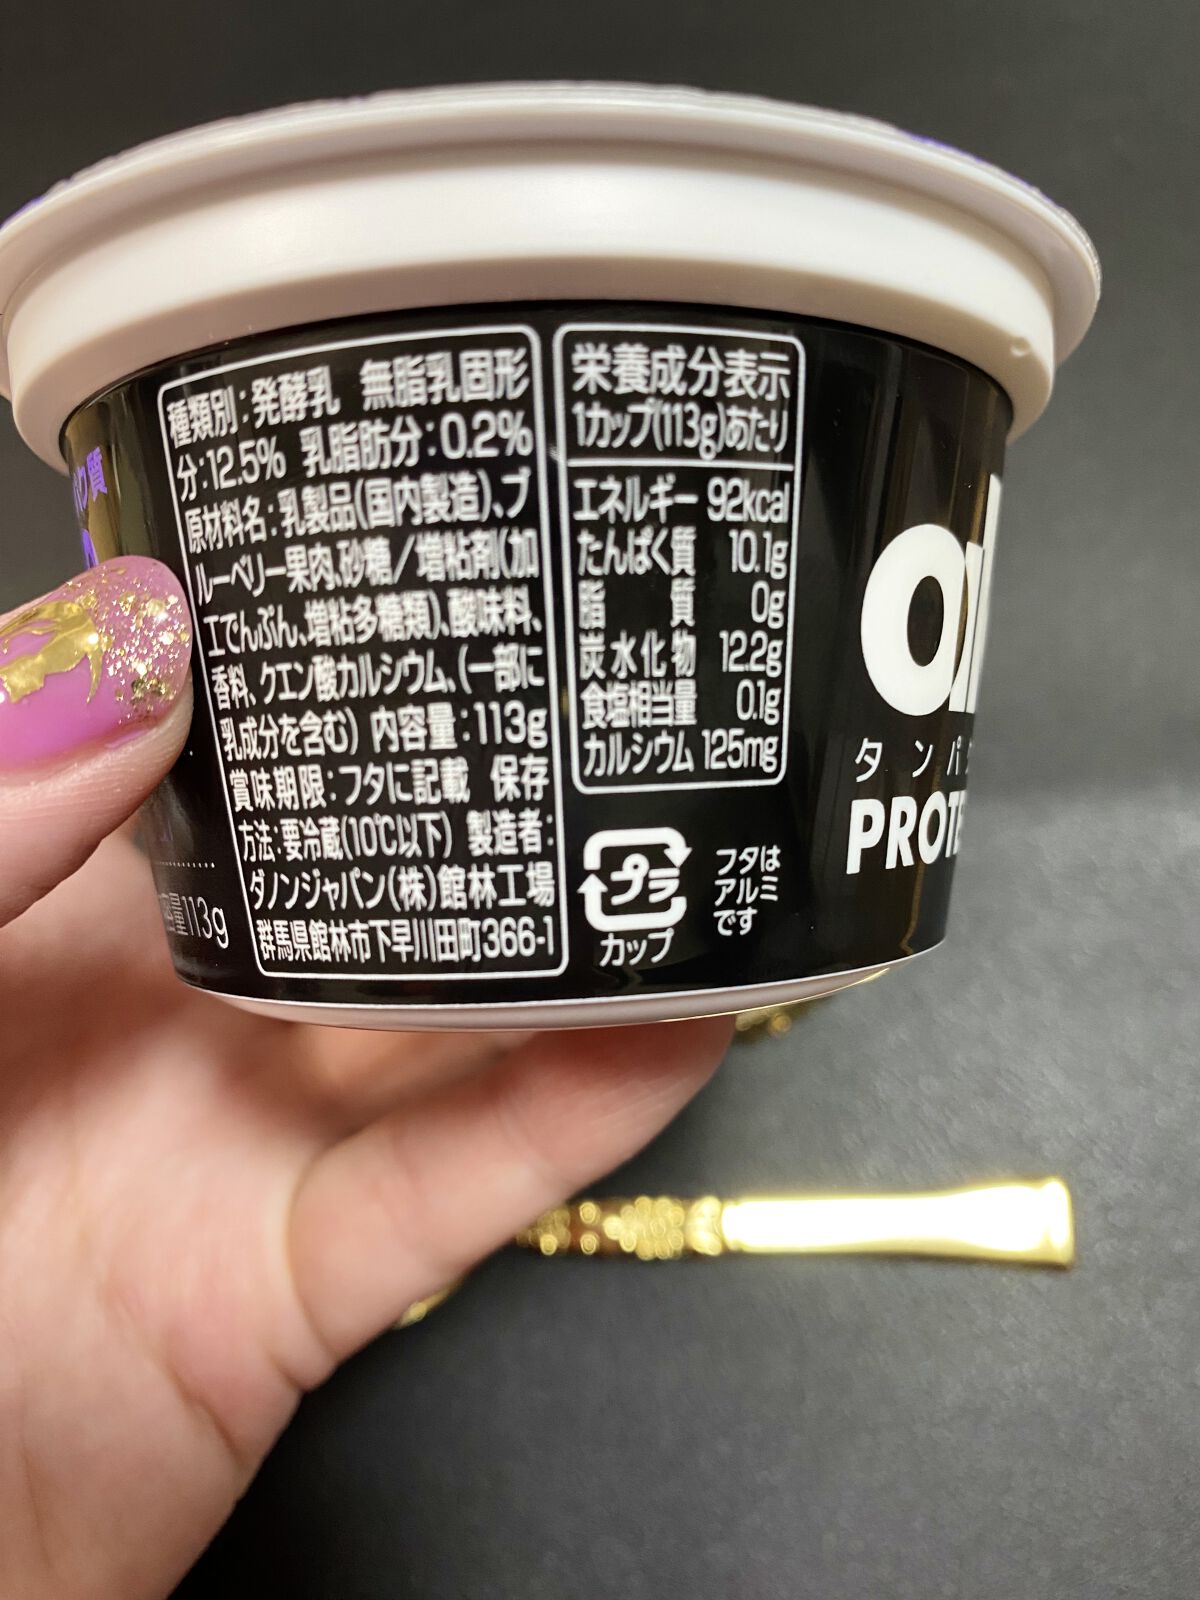 種類別:発酵乳 無脂乳固形
分:12.5% 乳脂肪分:0.2%
原材料名:乳製品(国内製造)、ブ
ルーベリー果肉、砂糖/増粘剤(加
工でんぷん、増粘多糖類)、酸味料、
香料、クエン酸カルシウム、(一部に
乳成分を含む) 内容量:113g
賞味期限:フタに記載 保存
方法:要冷蔵(10℃以下) 製造者:
ダノンジャパン(株)館林工場
群馬県館林市下早川田町366-1
栄養成分表示
1カップ(113g)あたり
エネルギー 92kcal
たんぱく質 10.1g
脂質 0g
炭水化物 12.2g
食塩相当量 0.1g
カルシウム 125mg
プラ
カップ
フタは
アルミ
です
タンパ
PROTE
量113g